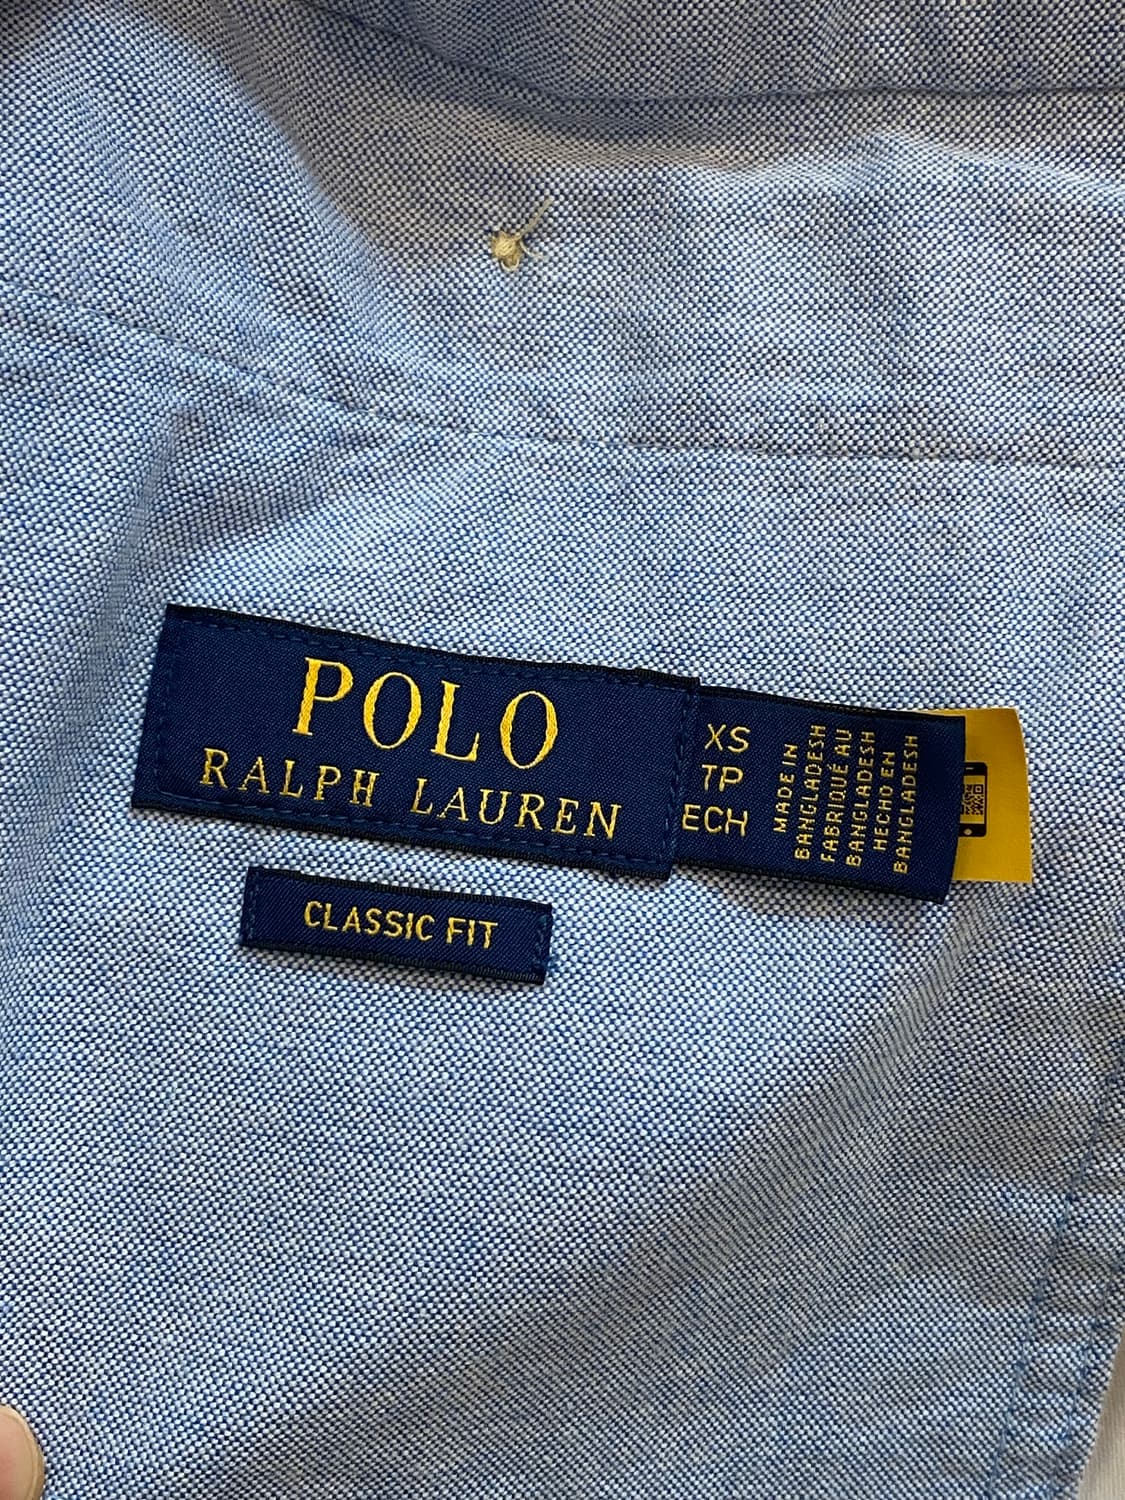 POLO
RALPH LAUREN
CLASSIC FIT
XS
TP
ECH
MADE IN
BANGLADESH
FABRIQUÉ AU
BANGLADESH
HECHO EN
BANGLADESH